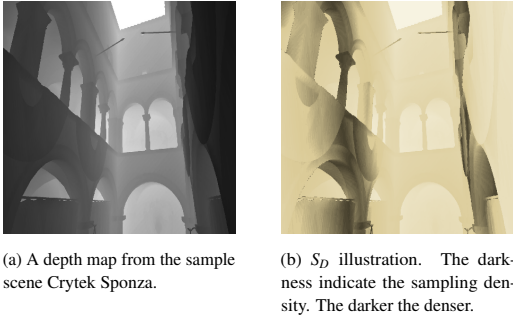 (a) A depth map from the sample
scene Crytek Sponza.
(b) S_D illustration. The dark-
ness indicate the sampling den-
sity. The darker the denser.